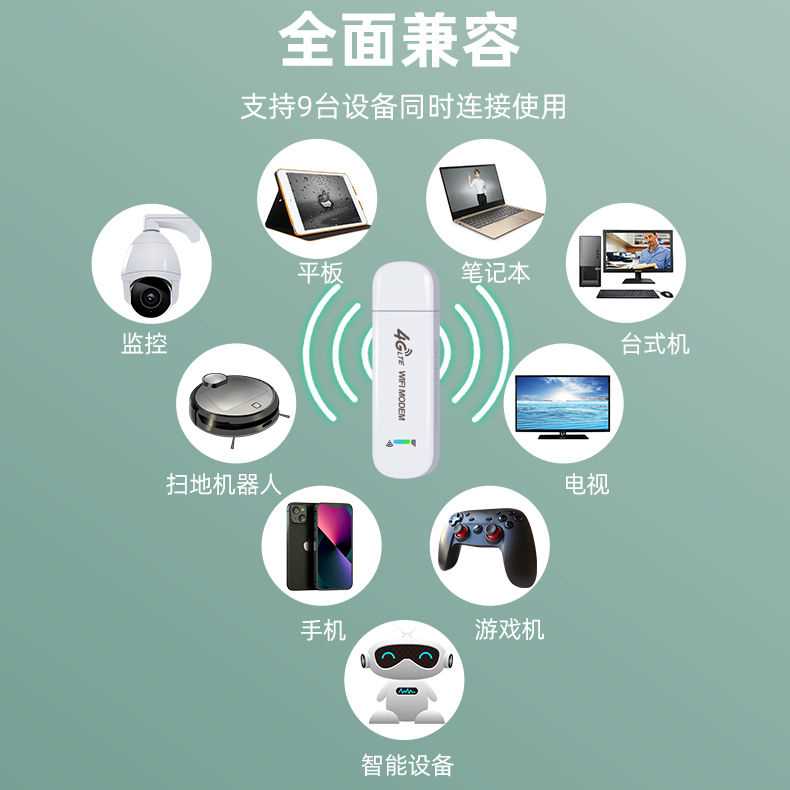 全面兼容
支持9台设备同时连接使用
平板
笔记本
监控
台式机
4G LTE WIFI MODEM
扫地机器人
电视
手机
游戏机
智能设备